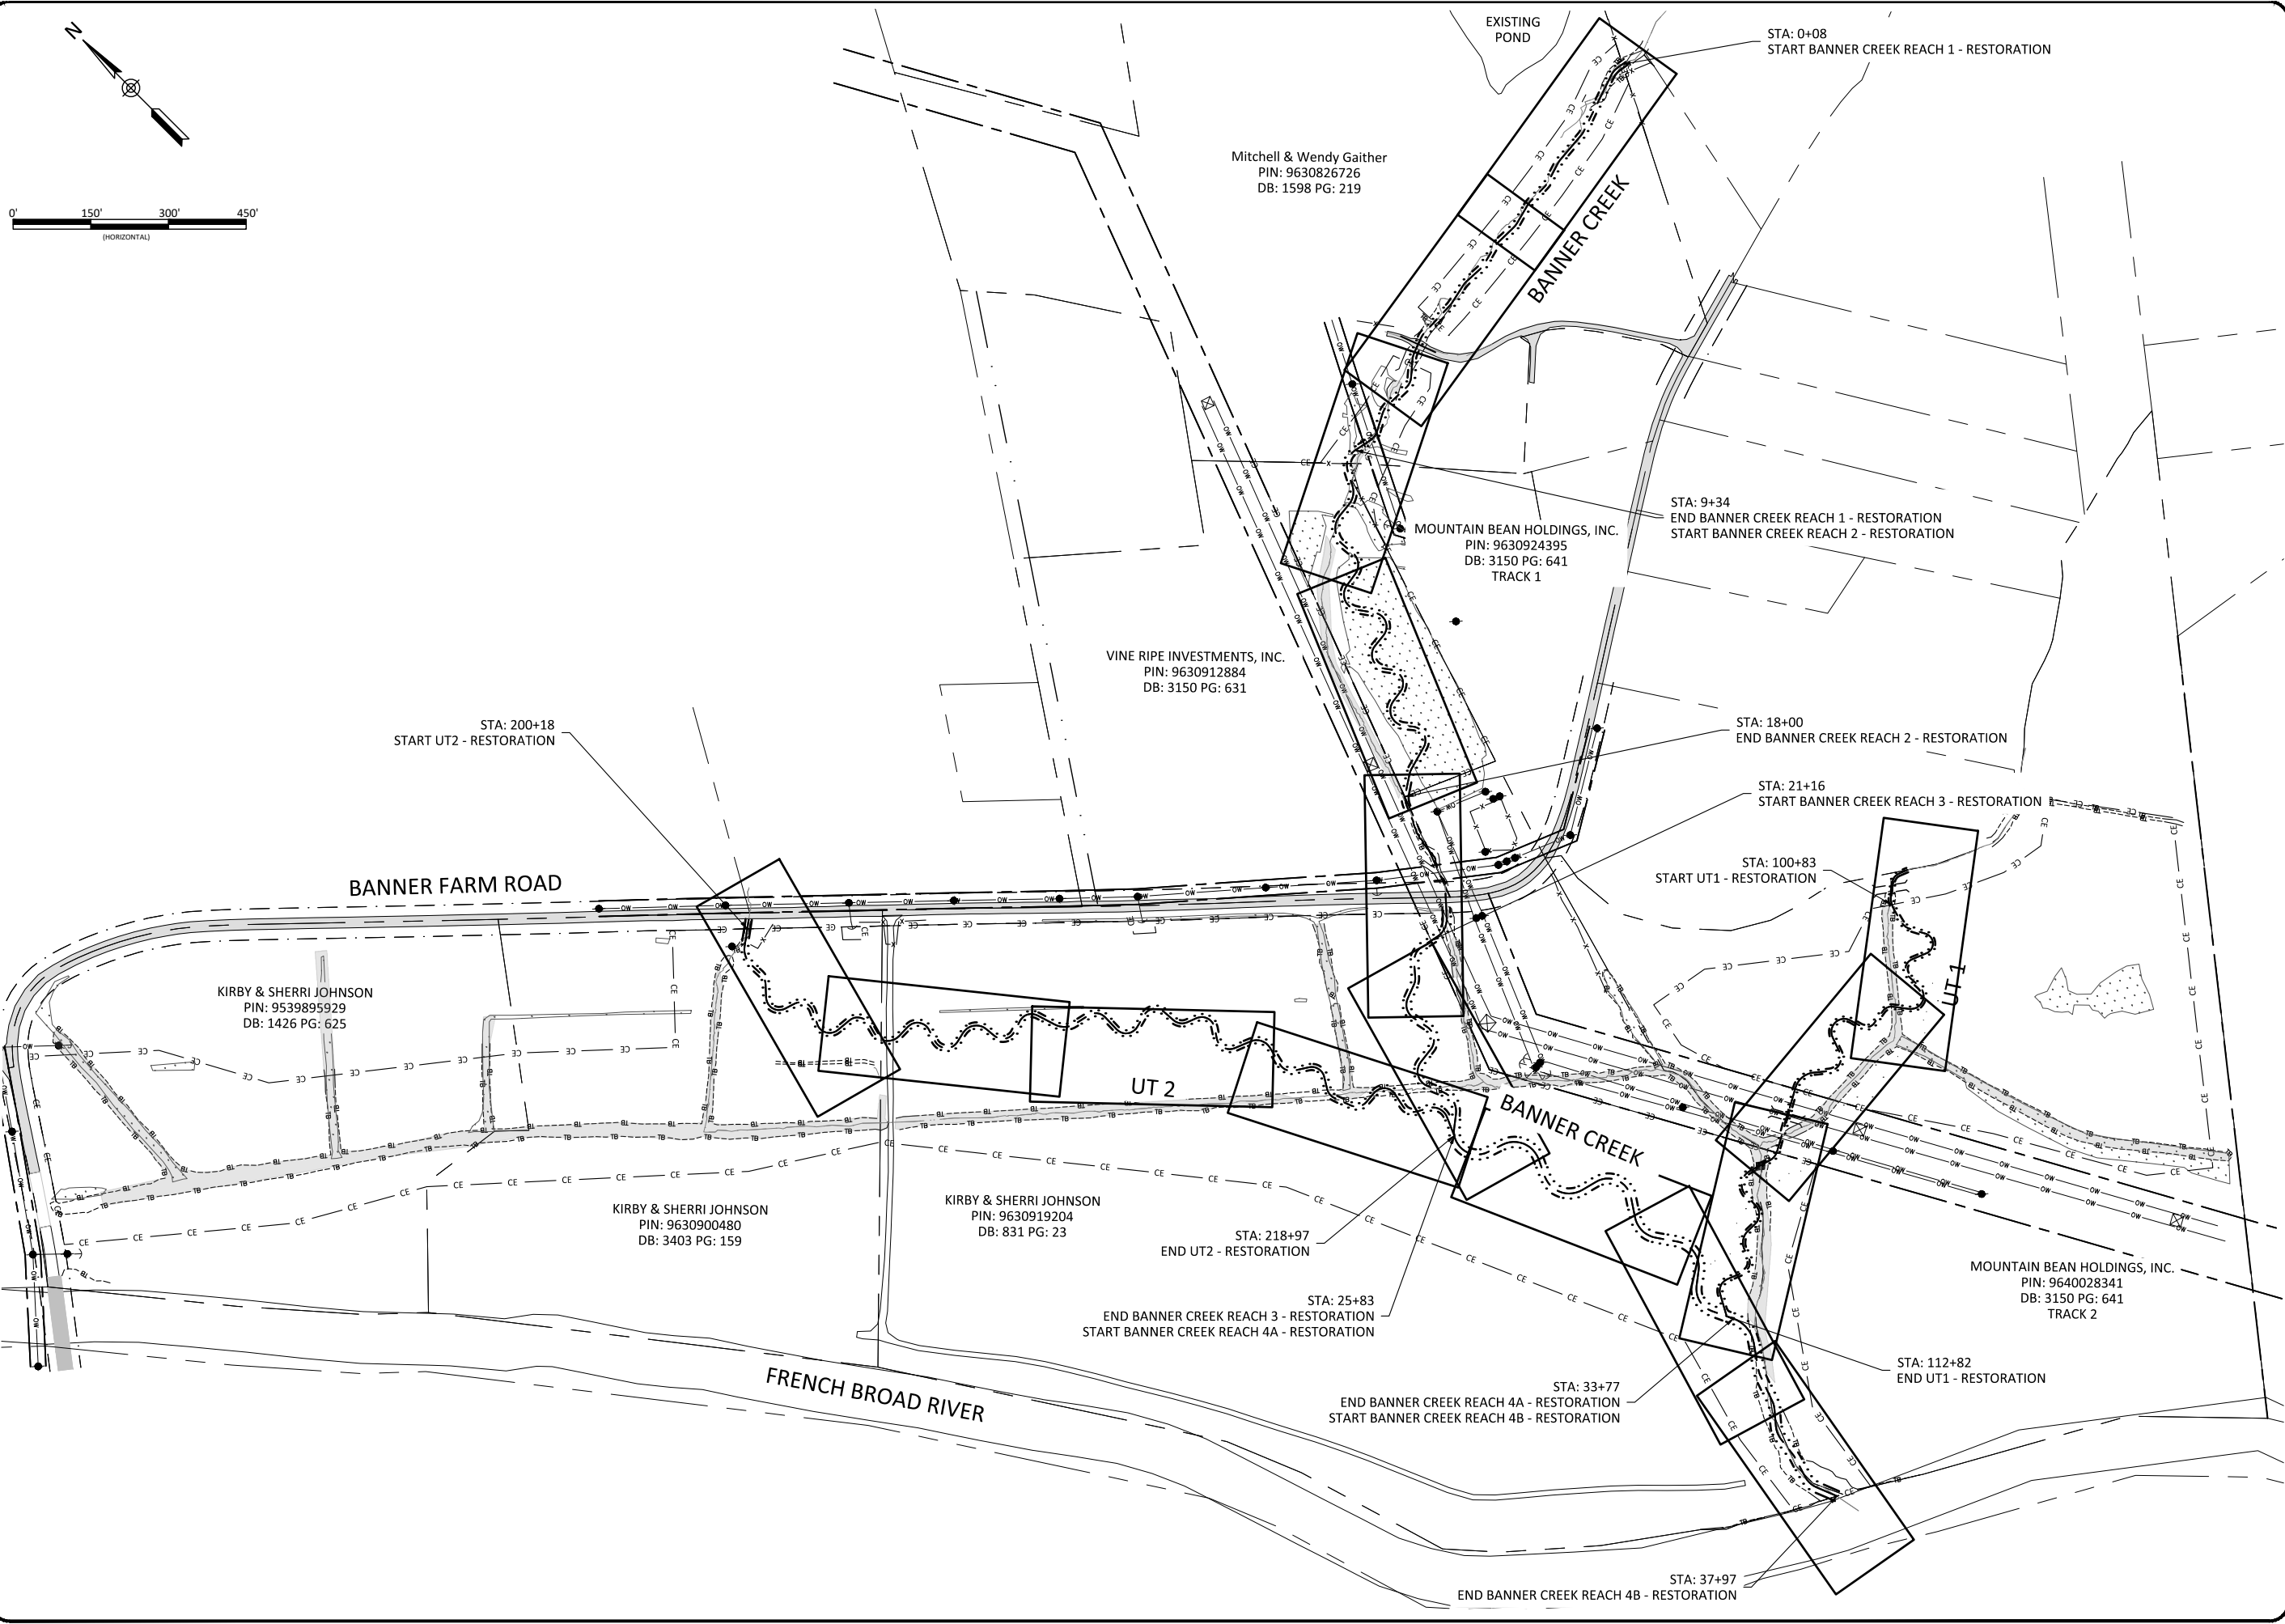 N
0'
150'
300'
450'
(HORIZONTAL)
EXISTING
POND
STA: 0+08
START BANNER CREEK REACH 1 - RESTORATION
Mitchell & Wendy Gaither
PIN: 9630826726
DB: 1598 PG: 219
BANNER CREEK
STA: 9+34
END BANNER CREEK REACH 1 - RESTORATION
START BANNER CREEK REACH 2 - RESTORATION
MOUNTAIN BEAN HOLDINGS, INC.
PIN: 9630924395
DB: 3150 PG: 641
TRACK 1
VINE RIPE INVESTMENTS, INC.
PIN: 9630912884
DB: 3150 PG: 631
STA: 200+18
START UT2 - RESTORATION
STA: 18+00
END BANNER CREEK REACH 2 - RESTORATION
STA: 21+16
START BANNER CREEK REACH 3 - RESTORATION
STA: 100+83
START UT1 - RESTORATION
BANNER FARM ROAD
KIRBY & SHERRI JOHNSON
PIN: 9539895929
DB: 1426 PG: 625
UT 1
UT 2
BANNER CREEK
KIRBY & SHERRI JOHNSON
PIN: 9630900480
DB: 3403 PG: 159
KIRBY & SHERRI JOHNSON
PIN: 9630919204
DB: 831 PG: 23
STA: 218+97
END UT2 - RESTORATION
STA: 25+83
END BANNER CREEK REACH 3 - RESTORATION
START BANNER CREEK REACH 4A - RESTORATION
MOUNTAIN BEAN HOLDINGS, INC.
PIN: 9640028341
DB: 3150 PG: 641
TRACK 2
STA: 112+82
END UT1 - RESTORATION
STA: 33+77
END BANNER CREEK REACH 4A - RESTORATION
START BANNER CREEK REACH 4B - RESTORATION
FRENCH BROAD RIVER
STA: 37+97
END BANNER CREEK REACH 4B - RESTORATION